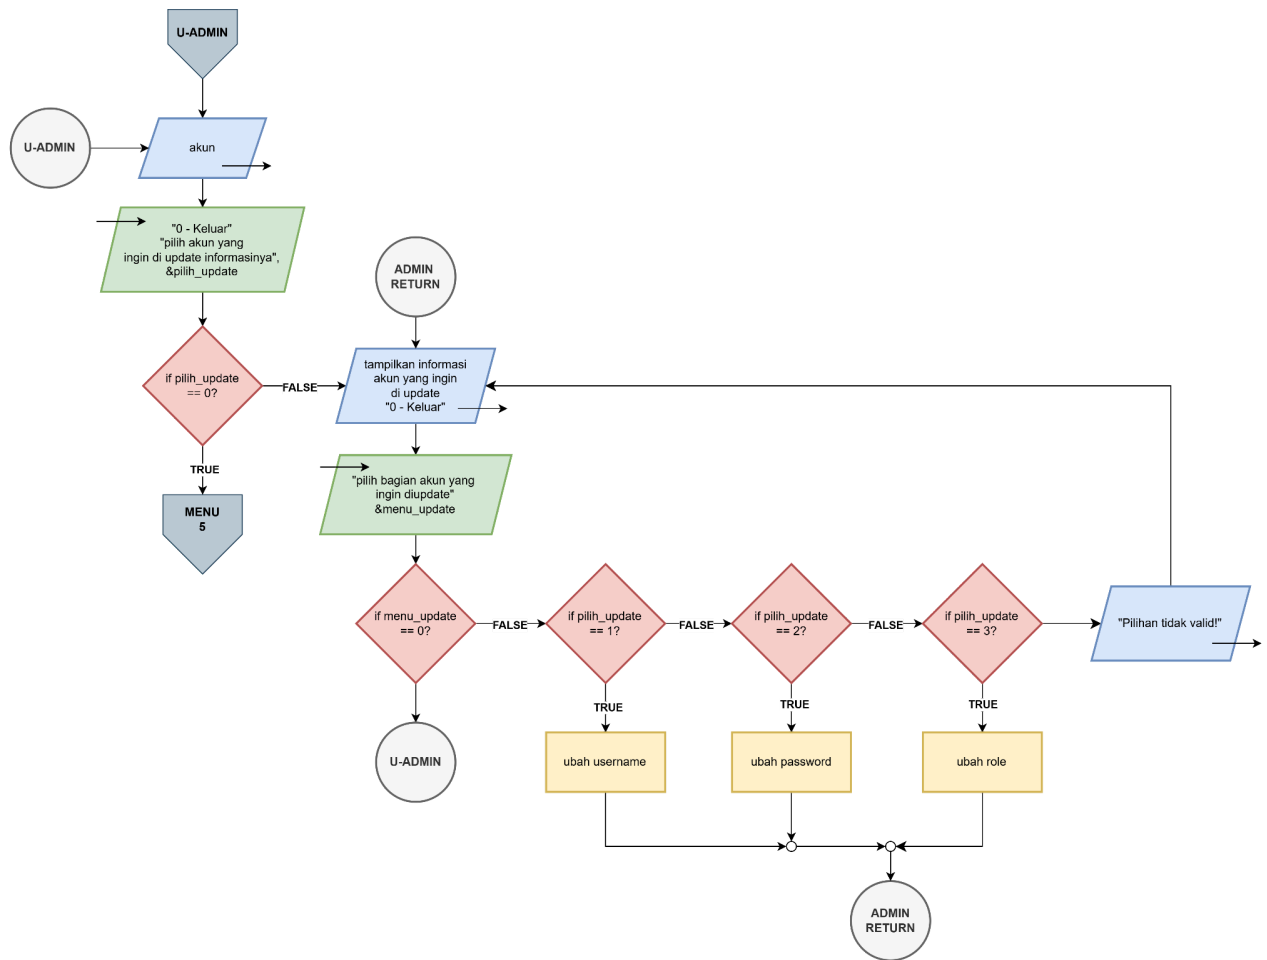 U-ADMIN
U-ADMIN
akun
"0 - Keluar"
"pilih akun yang
ingin di update informasinya",
&pilih_update
ADMIN
RETURN
if pilih_update
== 0?
FALSE
tampilkan informasi
akun yang ingin
di update
"0 - Keluar"
TRUE
MENU
5
"pilih bagian akun yang
ingin diupdate"
&menu_update
if menu_update
== 0?
FALSE
if pilih_update
== 1?
FALSE
if pilih_update
== 2?
FALSE
if pilih_update
== 3?
"Pilihan tidak valid!"
TRUE
TRUE
TRUE
U-ADMIN
ubah username
ubah password
ubah role
ADMIN
RETURN